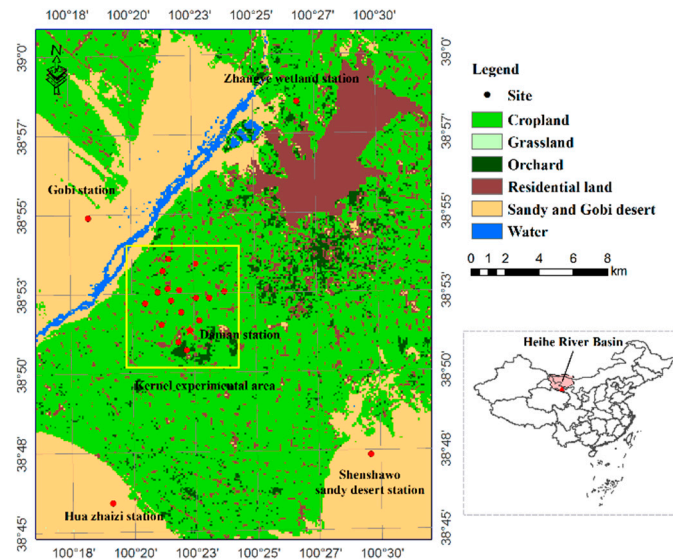 100°18' 100°20' 100°23' 100°25' 100°27' 100°30'
39°0'
38°57'
38°55'
38°53'
38°50'
38°48'
38°45'
N
Zhangye wetland station
Gobi station
Daman station
Kernel experimental area
Shenshawo
sandy desert station
Hua zhaizi station
39°0'
38°57'
38°55'
38°53'
38°50'
38°48'
38°45'
100°18' 100°20' 100°23' 100°25' 100°27' 100°30'
Legend
Site
Cropland
Grassland
Orchard
Residential land
Sandy and Gobi desert
Water
0 1 2 4 6 8
km
Heihe River Basin